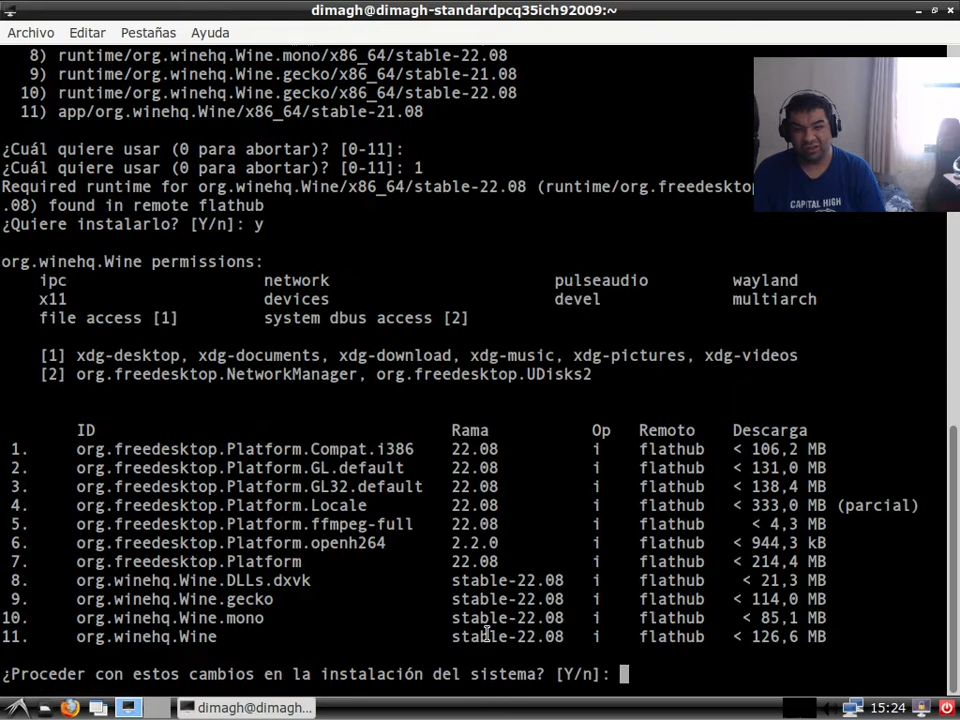 dimagh@dimagh-standardpcq35ich92009:~
Archivo Editar Pestañas Ayuda
8) runtime/org.winehq.Wine.mono/x86_64/stable-22.08
9) runtime/org.winehq.Wine.gecko/x86_64/stable-21.08
10) runtime/org.winehq.Wine.gecko/x86_64/stable-22.08
11) app/org.winehq.Wine/x86_64/stable-21.08
¿Cuál quiere usar (0 para abortar)? [0-11]:
¿Cuál quiere usar (0 para abortar)? [0-11]: 1
Required runtime for org.winehq.Wine/x86_64/stable-22.08 (runtime/org.freedeskto
.08) found in remote flathub
¿Quiere instalarlo? [Y/n]: y
CAPITAL HIGH
org.winehq.Wine permissions:
ipc network pulseaudio wayland
x11 devices devel multiarch
file access [1] system dbus access [2]
[1] xdg-desktop, xdg-documents, xdg-download, xdg-music, xdg-pictures, xdg-videos
[2] org.freedesktop.NetworkManager, org.freedesktop.UDisks2
ID Rama Op Remoto Descarga
1. org.freedesktop.Platform.Compat.i386 22.08 i flathub < 106,2 MB
2. org.freedesktop.Platform.GL.default 22.08 i flathub < 131,0 MB
3. org.freedesktop.Platform.GL32.default 22.08 i flathub < 138,4 MB
4. org.freedesktop.Platform.Locale 22.08 i flathub < 333,0 MB (parcial)
5. org.freedesktop.Platform.ffmpeg-full 22.08 i flathub < 4,3 MB
6. org.freedesktop.Platform.openh264 2.2.0 i flathub < 944,3 kB
7. org.freedesktop.Platform 22.08 i flathub < 214,4 MB
8. org.winehq.Wine.DLLs.dxvk stable-22.08 i flathub < 21,3 MB
9. org.winehq.Wine.gecko stable-22.08 i flathub < 114,0 MB
10. org.winehq.Wine.mono stable-22.08 i flathub < 85,1 MB
11. org.winehq.Wine stable-22.08 i flathub < 126,6 MB
¿Proceder con estos cambios en la instalación del sistema? [Y/n]:
dimagh@dimagh... 15:24